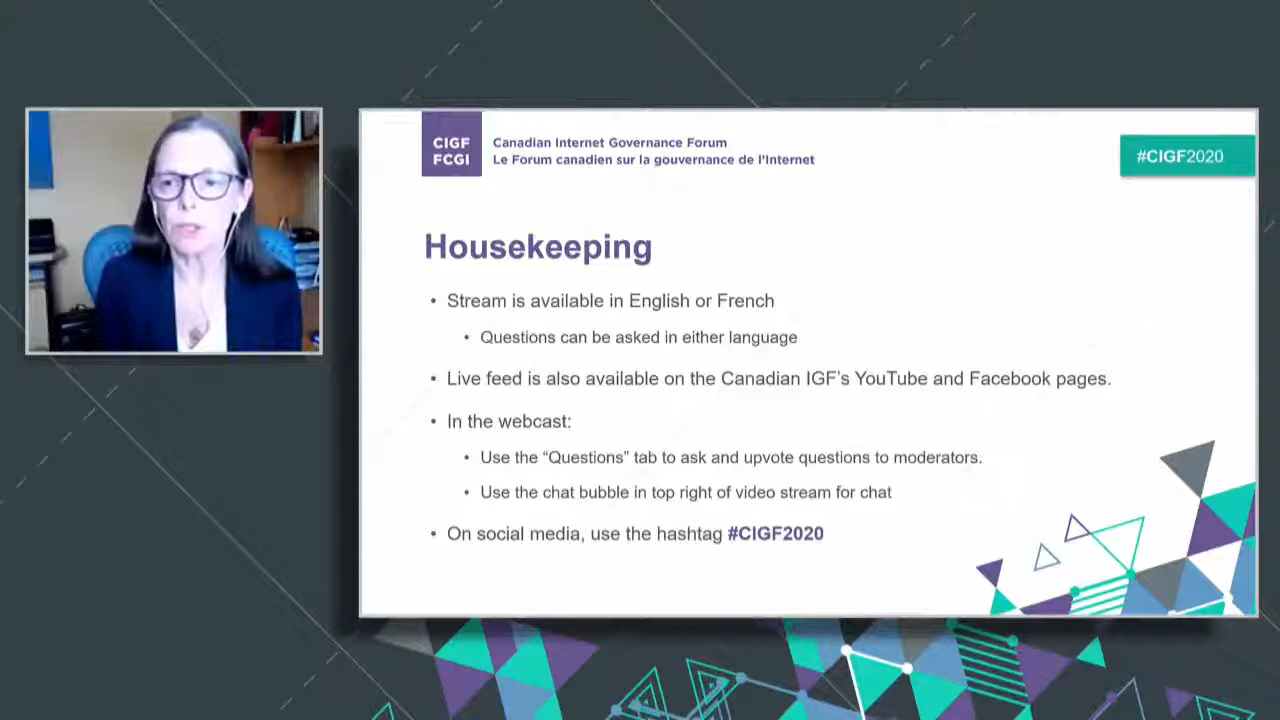 CIGF
FCGI
Canadian Internet Governance Forum
Le Forum canadien sur la gouvernance de l'Internet
#CIGF2020
Housekeeping
• Stream is available in English or French
• Questions can be asked in either language
• Live feed is also available on the Canadian IGF's YouTube and Facebook pages.
• In the webcast:
• Use the “Questions” tab to ask and upvote questions to moderators.
• Use the chat bubble in top right of video stream for chat
• On social media, use the hashtag #CIGF2020